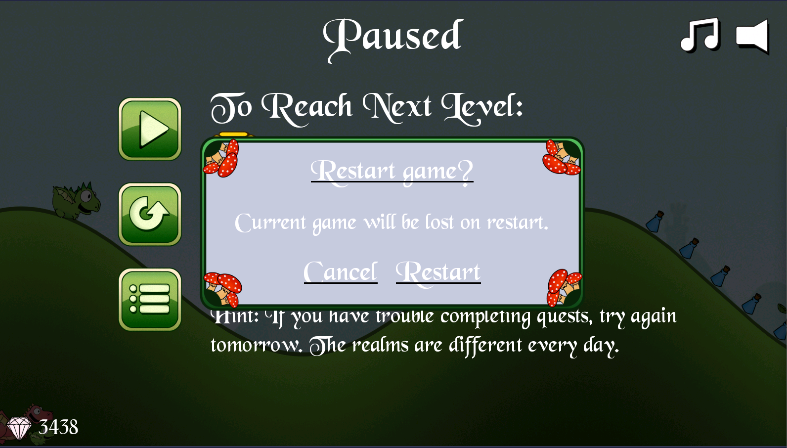 Paused
To Reach Next Level:
Restart game?
Current game will be lost on restart.
Cancel Restart
Hint: If you have trouble completing quests, try again
tomorrow. The realms are different every day.
3438